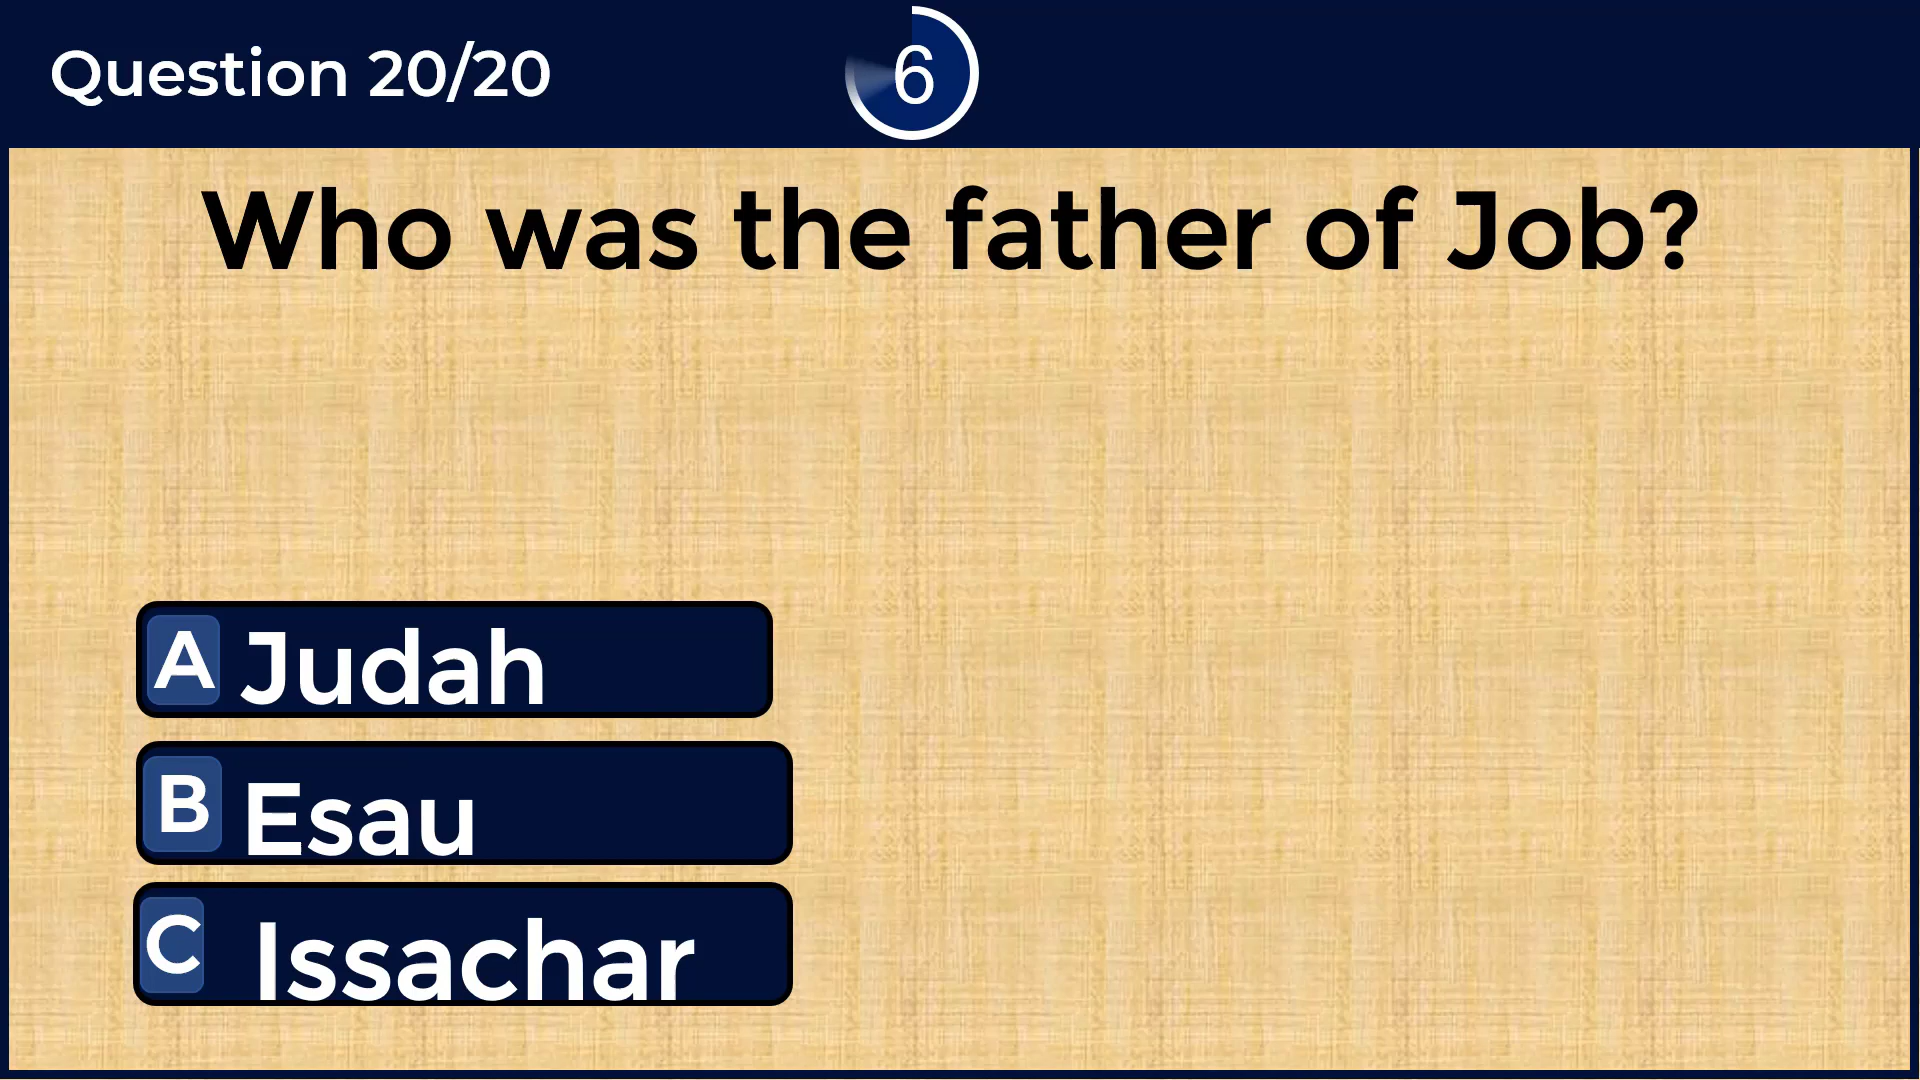 Question 20/20
6
Who was the father of Job?
A Judah
B Esau
C Issachar